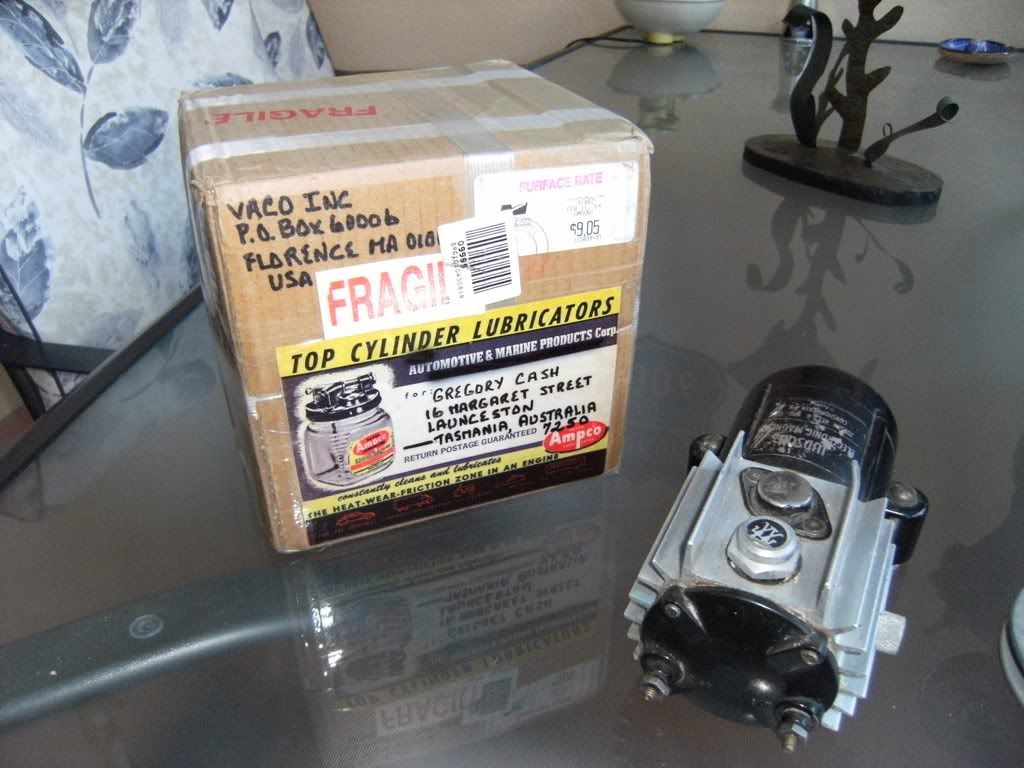 FRAGILE
VACO INC
P.O. BOX 60006
FLORENCE MA
USA
SURFACE RATE
$9.05
FRAGIL
TOP CYLINDER LUBRICATORS
AUTOMOTIVE & MARINE PRODUCTS Corp.
for: GREGORY CASH
16 MARGARET STREET
LAUNCESTON
TASMANIA, AUSTRALIA
7250
RETURN POSTAGE GUARANTEED
Ampco
Ampco
constantly cleans and lubricates
THE HEAT-WEAR-FRICTION ZONE IN AN ENGINE